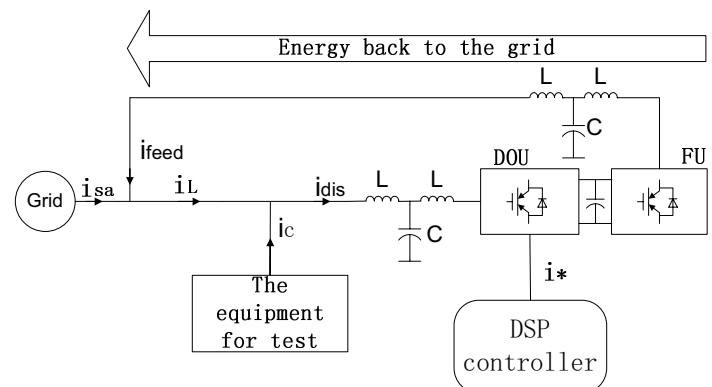 Energy back to the grid
L L
C
ifeed
DOU
FU
Grid
isa
iL
idis
L L
C
ic
The
equipment
for test
i*
DSP
controller